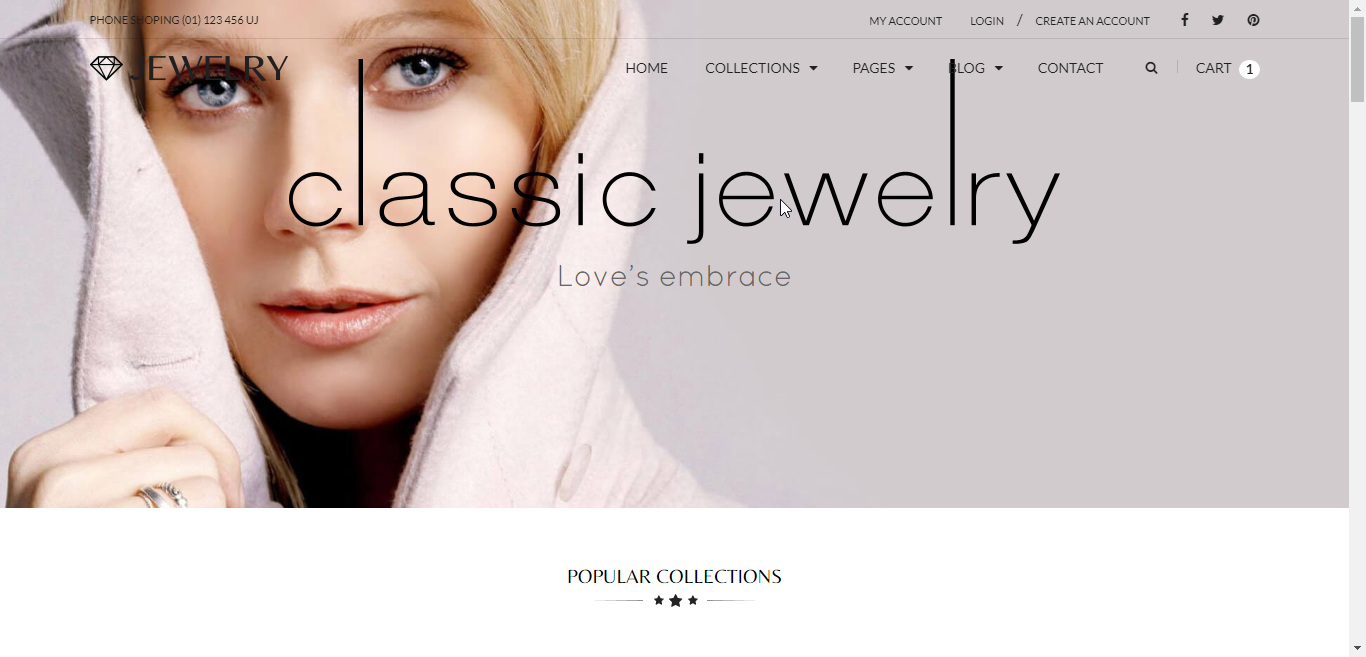 PHONE SHOPING (01) 123 456 UJ
MY ACCOUNT LOGIN / CREATE AN ACCOUNT
JEWELRY
HOME COLLECTIONS PAGES BLOG CONTACT CART 1
classic jewelry
Love's embrace
POPULAR COLLECTIONS